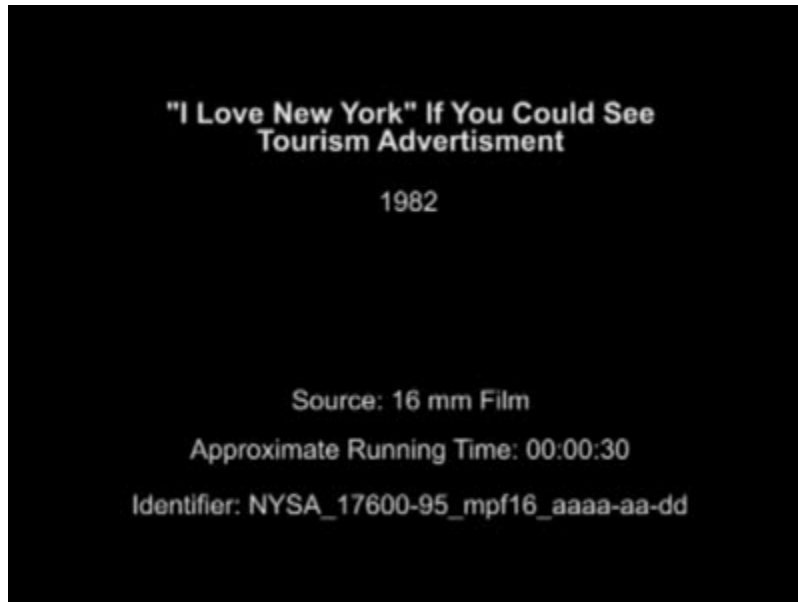 "I Love New York" If You Could See
Tourism Advertisment
1982
Source: 16 mm Film
Approximate Running Time: 00:00:30
Identifier: NYSA_17600-95_mpf16_aaaa-aa-dd